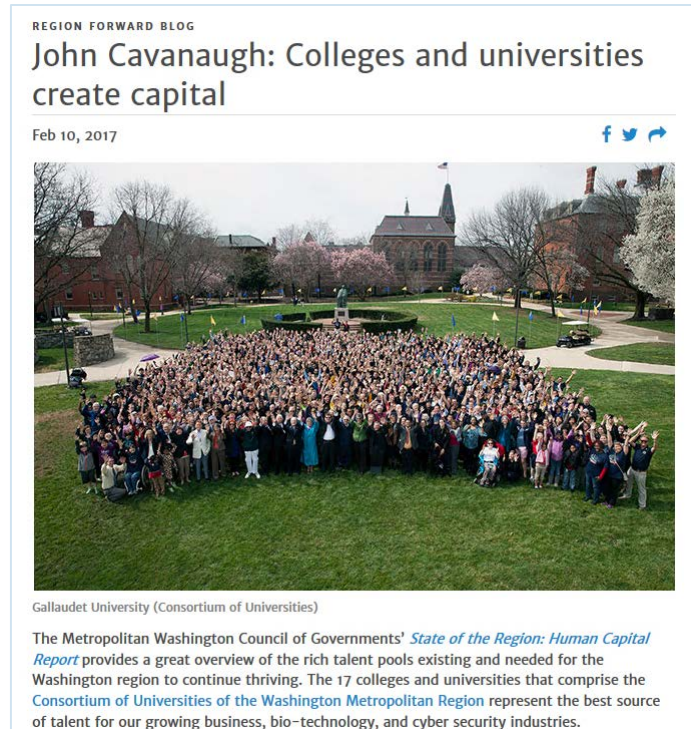 REGION FORWARD BLOG
John Cavanaugh: Colleges and universities
create capital
Feb 10, 2017
Gallaudet University (Consortium of Universities)
The Metropolitan Washington Council of Governments' State of the Region: Human Capital
Report provides a great overview of the rich talent pools existing and needed for the
Washington region to continue thriving. The 17 colleges and universities that comprise the
Consortium of Universities of the Washington Metropolitan Region represent the best source
of talent for our growing business, bio-technology, and cyber security industries.